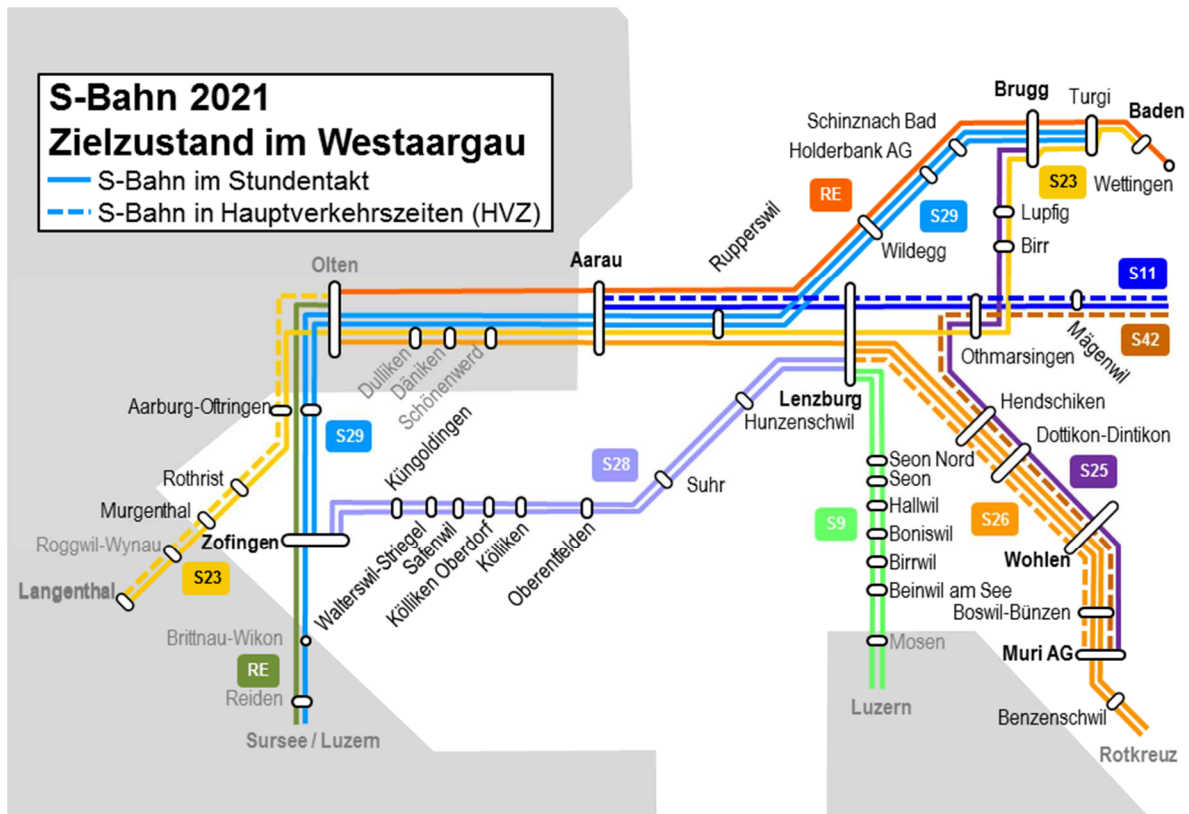 S-Bahn 2021
Zielzustand im Westaargau
S-Bahn im Stundentakt
S-Bahn in Hauptverkehrszeiten (HVZ)
Brugg
Turgi
Baden
Schinznach Bad
Holderbank AG
RE
S29
S23
Wettingen
Lupfig
Birr
Rupperswil
Wildegg
Olten
Aarau
S11
S42
Mägenwil
Othmarsingen
Dulliken
Däniken
Schönenwerd
Lenzburg
Hunzenschwil
Hendschiken
Dottikon-Dintikon
Aarburg-Oftringen
S29
Küngoldingen
S28
Suhr
Seon Nord
Seon
Hallwil
Boniswil
Birrwil
Beinwil am See
Mosen
S9
Luzern
S25
S26
Wohlen
Boswil-Bünzen
Muri AG
Benzenschwil
Rotkreuz
Rothrist
Murgenthal
Roggwil-Wynau
Langenthal
S23
Zofingen
Walterswil-Striegel
Safenwil
Kölliken Oberdorf
Kölliken
Oberentfelden
Brittnau-Wikon
RE
Reiden
Sursee / Luzern